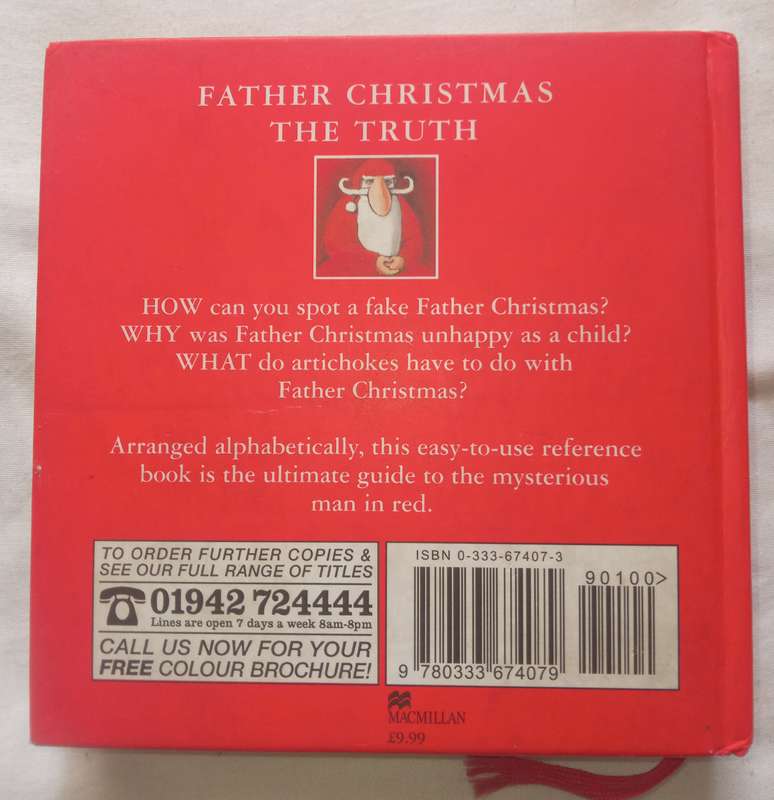 FATHER CHRISTMAS
THE TRUTH
HOW can you spot a fake Father Christmas?
WHY was Father Christmas unhappy as a child?
WHAT do artichokes have to do with
Father Christmas?
Arranged alphabetically, this easy-to-use reference
book is the ultimate guide to the mysterious
man in red.
TO ORDER FURTHER COPIES &
SEE OUR FULL RANGE OF TITLES
01942 724444
Lines are open 7 days a week 8am-8pm
CALL US NOW FOR YOUR
FREE COLOUR BROCHURE!
ISBN 0-333-67407-3
90100>
9 780333 674079
MACMILLAN
£9.99